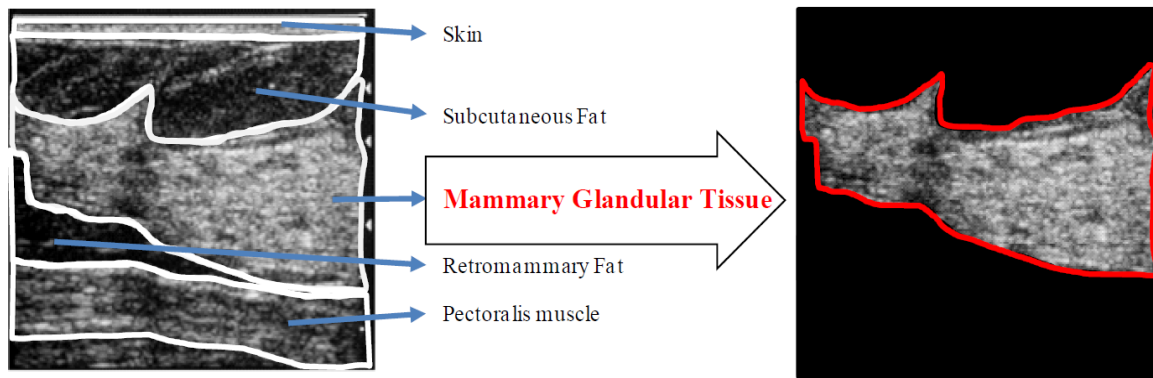 Skin
Subcutaneous Fat
Mammary Glandular Tissue
Retromammary Fat
Pectoralis muscle